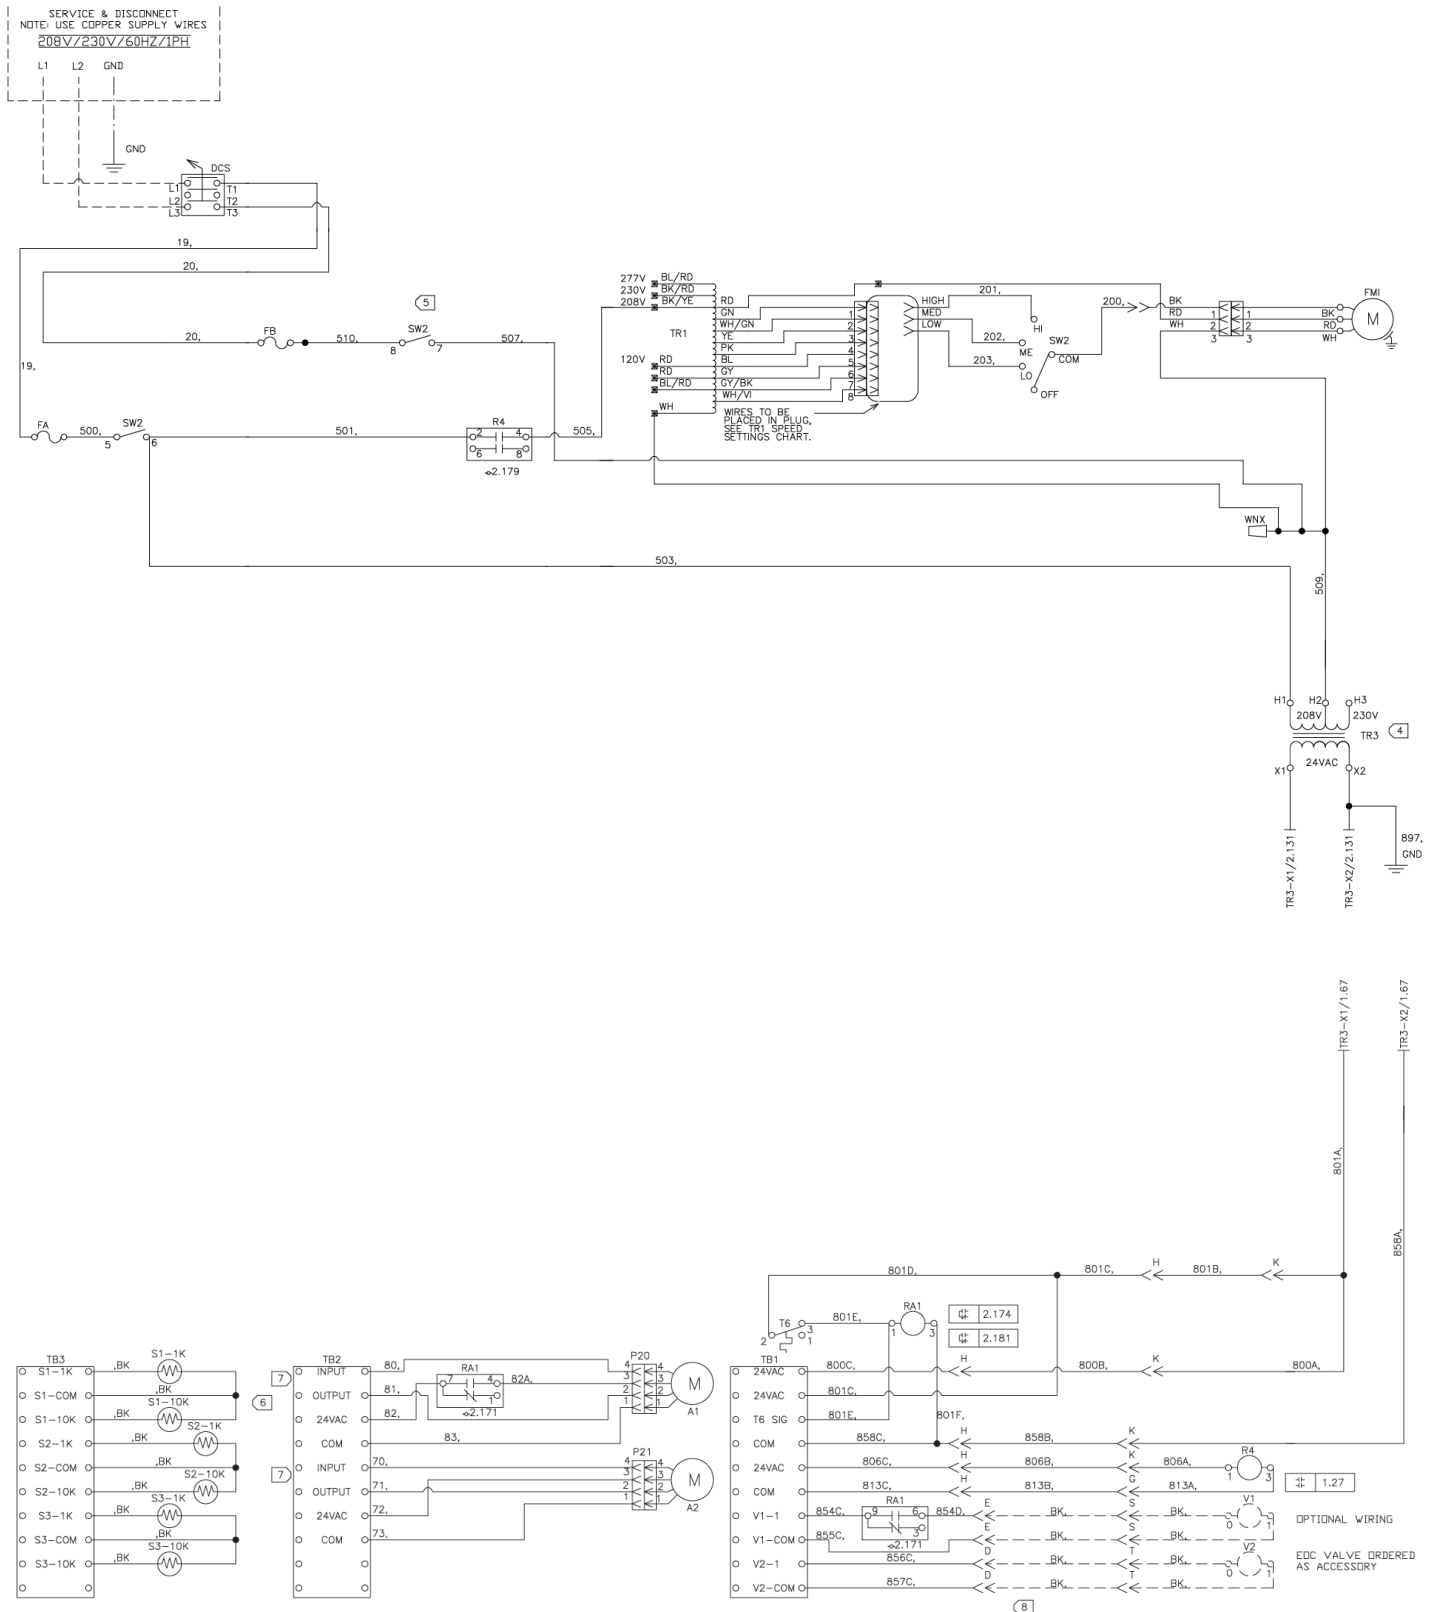 SERVICE & DISCONNECT
NOTE: USE COPPER SUPPLY WIRES
208V/230V/60HZ/1PH
L1 L2 GND
GND
DCS
L1 T1
L2 T2
L3 T3
19,
20,
5
20, FB 510, SW2 507,
8 7
19,
FA 500, SW2 501, R4 505,
5 6
2 4
6 8
2.179
277V BL/RD
230V BK/RD
208V BK/YE
TR1
120V RD
RD
BL/RD
WH
RD
GN
WH/GN
YE
PK
BL
GY
GY/BK
WH/VI
1
2
3
4
5
6
7
8
WIRES TO BE
PLACED IN PLUG,
SEE TR1 SPEED
SETTINGS CHART.
HIGH 201,
MED
LOW
202,
203,
HI
ME
LO
OFF
SW2
COM
200,
BK
RD
WH
1 1
2 2
3 3
BK
RD
WH
FM1
M
WNX
503,
509,
H1 H2 H3
208V 230V
TR3 4
24VAC
X1 X2
TR3-X1/2.131
TR3-X2/2.131
897,
GND
TR3-X1/1.67
TR3-X2/1.67
801A,
858A,
801D, 801C, H 801B, K
T6 801E, RA1
2 3 1
1 3
2.174
2.181
TB3
S1-1K ,BK S1-1K
S1-COM ,BK
S1-10K ,BK S1-10K
S2-1K ,BK S2-1K
S2-COM ,BK
S2-10K ,BK S2-10K
S3-1K ,BK S3-1K
S3-COM ,BK
S3-10K ,BK S3-10K
6
7
7
TB2
INPUT 80,
OUTPUT 81,
24VAC 82,
COM 83,
INPUT 70,
OUTPUT 71,
24VAC 72,
COM 73,
RA1
7 4
1
82A,
2.171
P20
4 4
3 3
2 2
1 1
M
A1
P21
4 4
3 3
2 2
1 1
M
A2
TB1
24VAC 800C, H 800B, K 800A,
24VAC 801C,
T6 SIG 801E, 801F,
COM 858C, H 858B, K
24VAC 806C, H 806B, K 806A, R4
1 3
1.27
COM 813C, H 813B, G 813A,
V1-1 854C, RA1 854D, E BK, S BK, V1
9 6
3
2.171
0 1
OPTIONAL WIRING
V1-COM 855C, E BK, S BK,
V2-1 856C, D BK, T BK, V2
0 1
EOC VALVE ORDERED
AS ACCESSORY
V2-COM 857C, D BK, T BK,
8